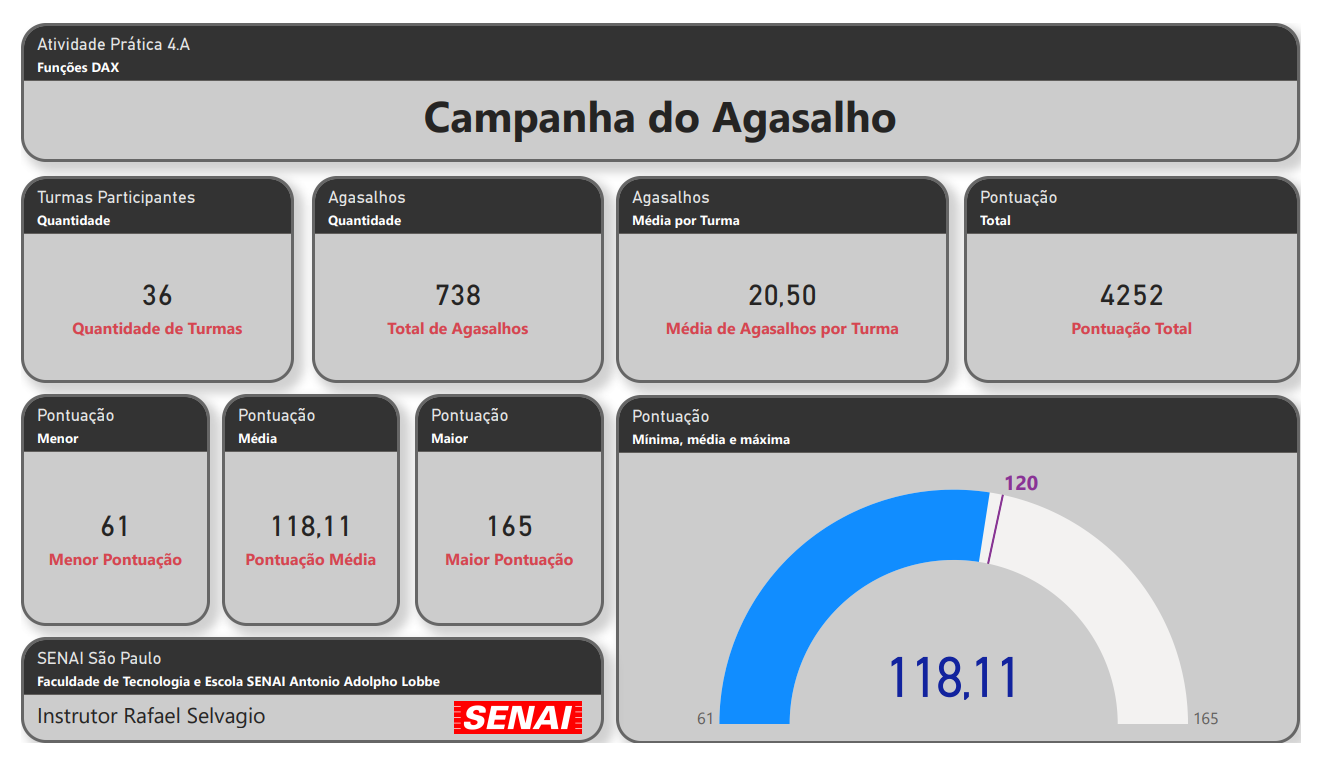 Atividade Prática 4.A
Funções DAX
Campanha do Agasalho
Turmas Participantes
Quantidade
36
Quantidade de Turmas
Agasalhos
Quantidade
738
Total de Agasalhos
Agasalhos
Média por Turma
20,50
Média de Agasalhos por Turma
Pontuação
Total
4252
Pontuação Total
Pontuação
Menor
61
Menor Pontuação
Pontuação
Média
118,11
Pontuação Média
Pontuação
Maior
165
Maior Pontuação
Pontuação
Mínima, média e máxima
120
118,11
61
165
SENAI São Paulo
Faculdade de Tecnologia e Escola SENAI Antonio Adolpho Lobbe
Instrutor Rafael Selvagio
SENAI